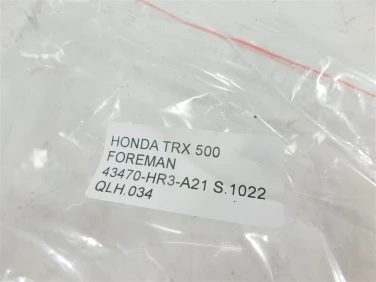 HONDA TRX 500
FOREMAN
43470-HR3-A21 S.1022
QLH.034